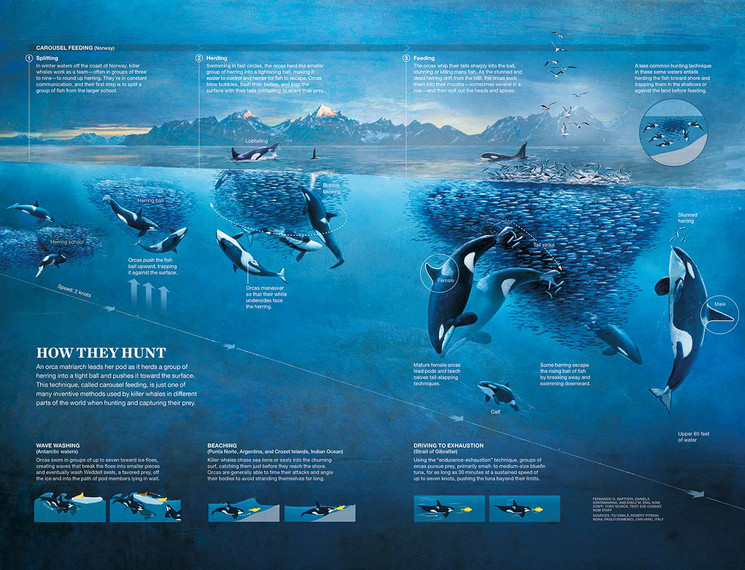 CAROUSEL FEEDING (Norway)
1 Splitting
In winter waters off the coast of Norway, killer
whales work as a team—often in groups of three
to nine—to round up herring. They're in constant
communication, and their first step is to split a
group of fish from the larger school.
2 Herding
Swimming in fast circles, the orcas herd the smaller
group of herring into a tightening ball, making it
easier to control and harder for fish to escape. Orcas
blow bubbles, flash their bellies, and slap the
surface with their tails (lobtailing) to scare their prey.
3 Feeding
The orcas whip their tails sharply into the ball,
stunning or killing many fish. As the stunned and
dead herring drift from the ball, the orcas suck
them into their mouths—sometimes several in a
row—and then spit out the heads and spines.
A less common hunting technique
in these same waters entails
herding the fish toward shore and
trapping them in the shallows or
against the land before feeding.
Lobtailing
Bubble
blowing
Herring ball
Herring school
Stunned
herring
Tail strike
Orcas push the fish
ball upward, trapping
it against the surface.
Orcas maneuver
so that their white
undersides face
the herring.
Female
Male
Speed: 2 knots
Mature female orcas
lead pods and teach
calves tail-slapping
techniques.
Some herring escape
the rising ball of fish
by breaking away and
swimming downward.
Calf
Upper 65 feet
of water
HOW THEY HUNT
An orca matriarch leads her pod as it herds a group of
herring into a tight ball and pushes it toward the surface.
This technique, called carousel feeding, is just one of
many inventive methods used by killer whales in different
parts of the world when hunting and capturing their prey.
WAVE WASHING
(Antarctic waters)
Orcas swim in groups of up to seven toward ice floes,
creating waves that break the floes into smaller pieces
and eventually wash Weddell seals, a favored prey, off
the ice and into the path of pod members lying in wait.
BEACHING
(Punta Norte, Argentina, and Crozet Islands, Indian Ocean)
Killer whales chase sea lions or seals into the churning
surf, catching them just before they reach the shore.
Orcas are generally able to time their attacks and angle
their bodies to avoid stranding themselves for long.
DRIVING TO EXHAUSTION
(Strait of Gibraltar)
Using the "endurance-exhaustion" technique, groups of
orcas pursue prey, primarily small- to medium-size bluefin
tuna, for as long as 30 minutes at a sustained speed of
up to seven knots, pushing the tuna beyond their limits.
FERNANDO G. BAPTISTA, DANIELA
SANTAMARINA, AND EMILY M. ENG, NGM
STAFF;
NGM STAFF
SOURCES: TIU SIMILÄ; ROBERT PITMAN,
NOAA; PAOLO DOMENICI, CNR-IAMC, ITALY